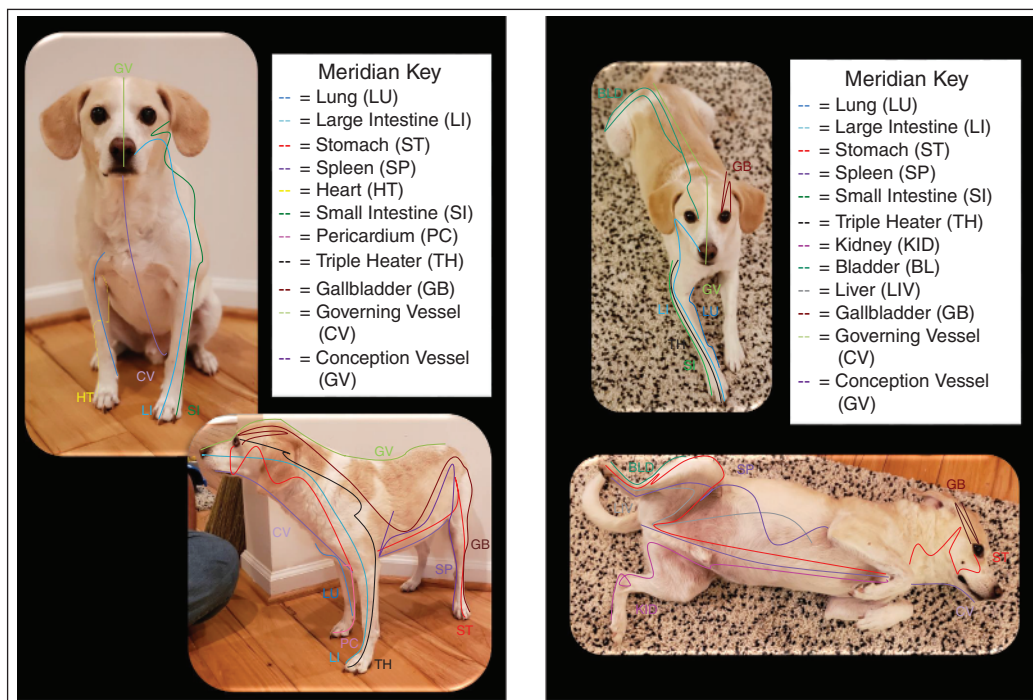 GV
Meridian Key
-- = Lung (LU)
-- = Large Intestine (LI)
-- = Stomach (ST)
-- = Spleen (SP)
-- = Heart (HT)
-- = Small Intestine (SI)
-- = Pericardium (PC)
-- = Triple Heater (TH)
-- = Gallbladder (GB)
-- = Governing Vessel
(CV)
-- = Conception Vessel
(GV)
CV
HT
LI
SI
GV
CV
GB
SP
LU
ST
PC
LI
TH
Meridian Key
-- = Lung (LU)
-- = Large Intestine (LI)
-- = Stomach (ST)
-- = Spleen (SP)
-- = Small Intestine (SI)
-- = Triple Heater (TH)
-- = Kidney (KID)
-- = Bladder (BL)
-- = Liver (LIV)
-- = Gallbladder (GB)
-- = Governing Vessel
(CV)
-- = Conception Vessel
(GV)
BLD
GB
GV
LU
TH
SI
BLD
SP
GB
ST
CV
KID